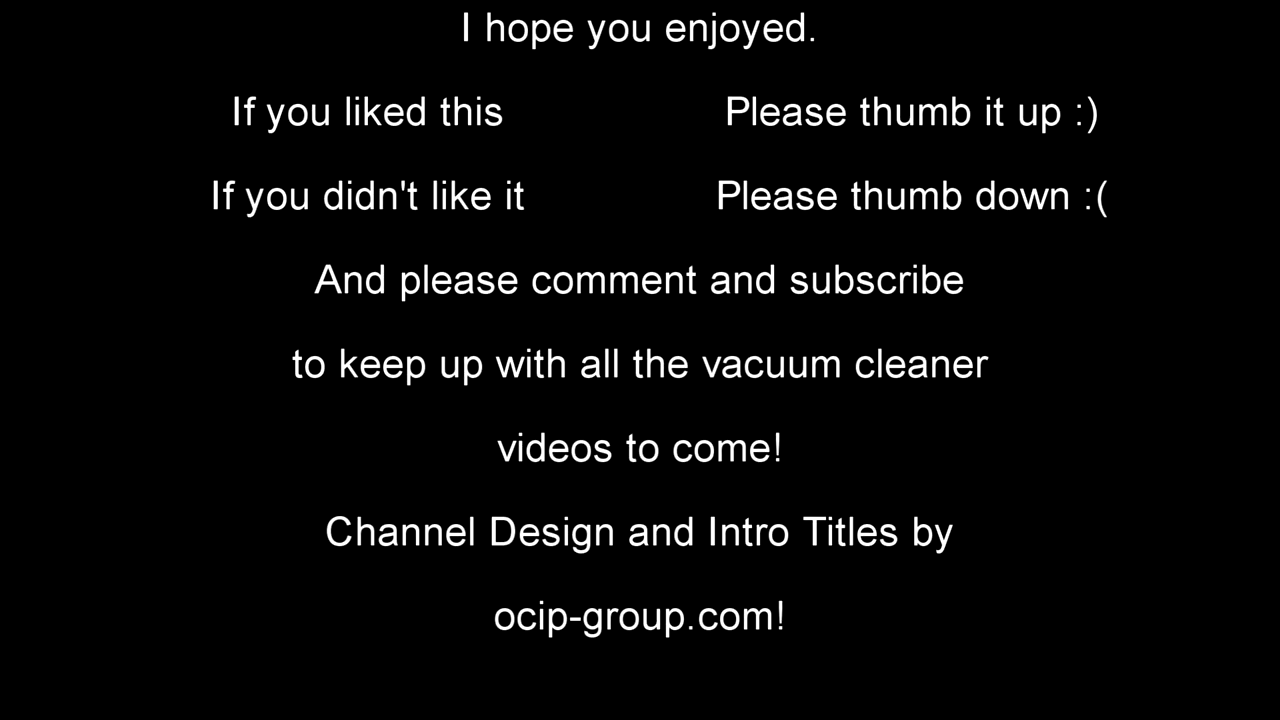 I hope you enjoyed.
If you liked this Please thumb it up :)
If you didn't like it Please thumb down :(
And please comment and subscribe
to keep up with all the vacuum cleaner
videos to come!
Channel Design and Intro Titles by
ocip-group.com!